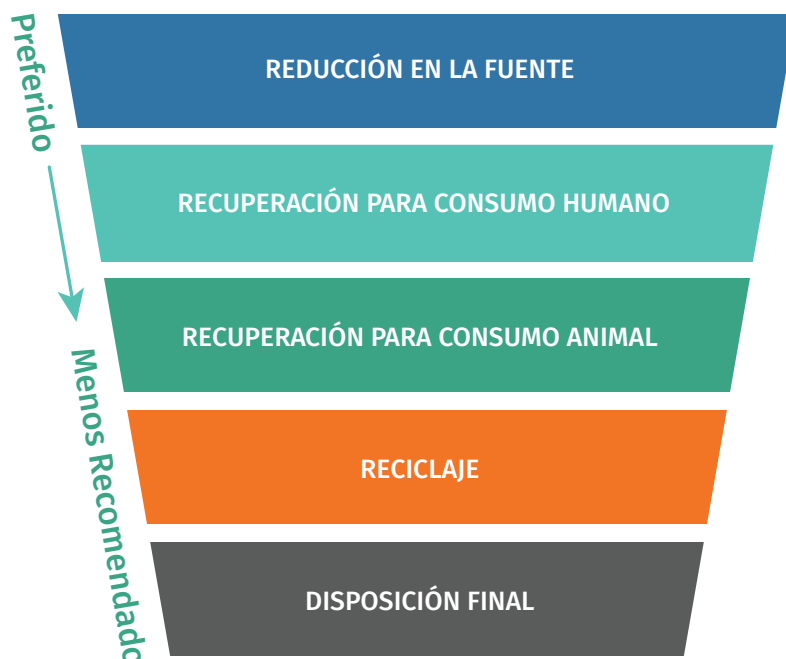 Preferido
REDUCCIÓN EN LA FUENTE
RECUPERACIÓN PARA CONSUMO HUMANO
RECUPERACIÓN PARA CONSUMO ANIMAL
Menos Recomendado
RECICLAJE
DISPOSICIÓN FINAL